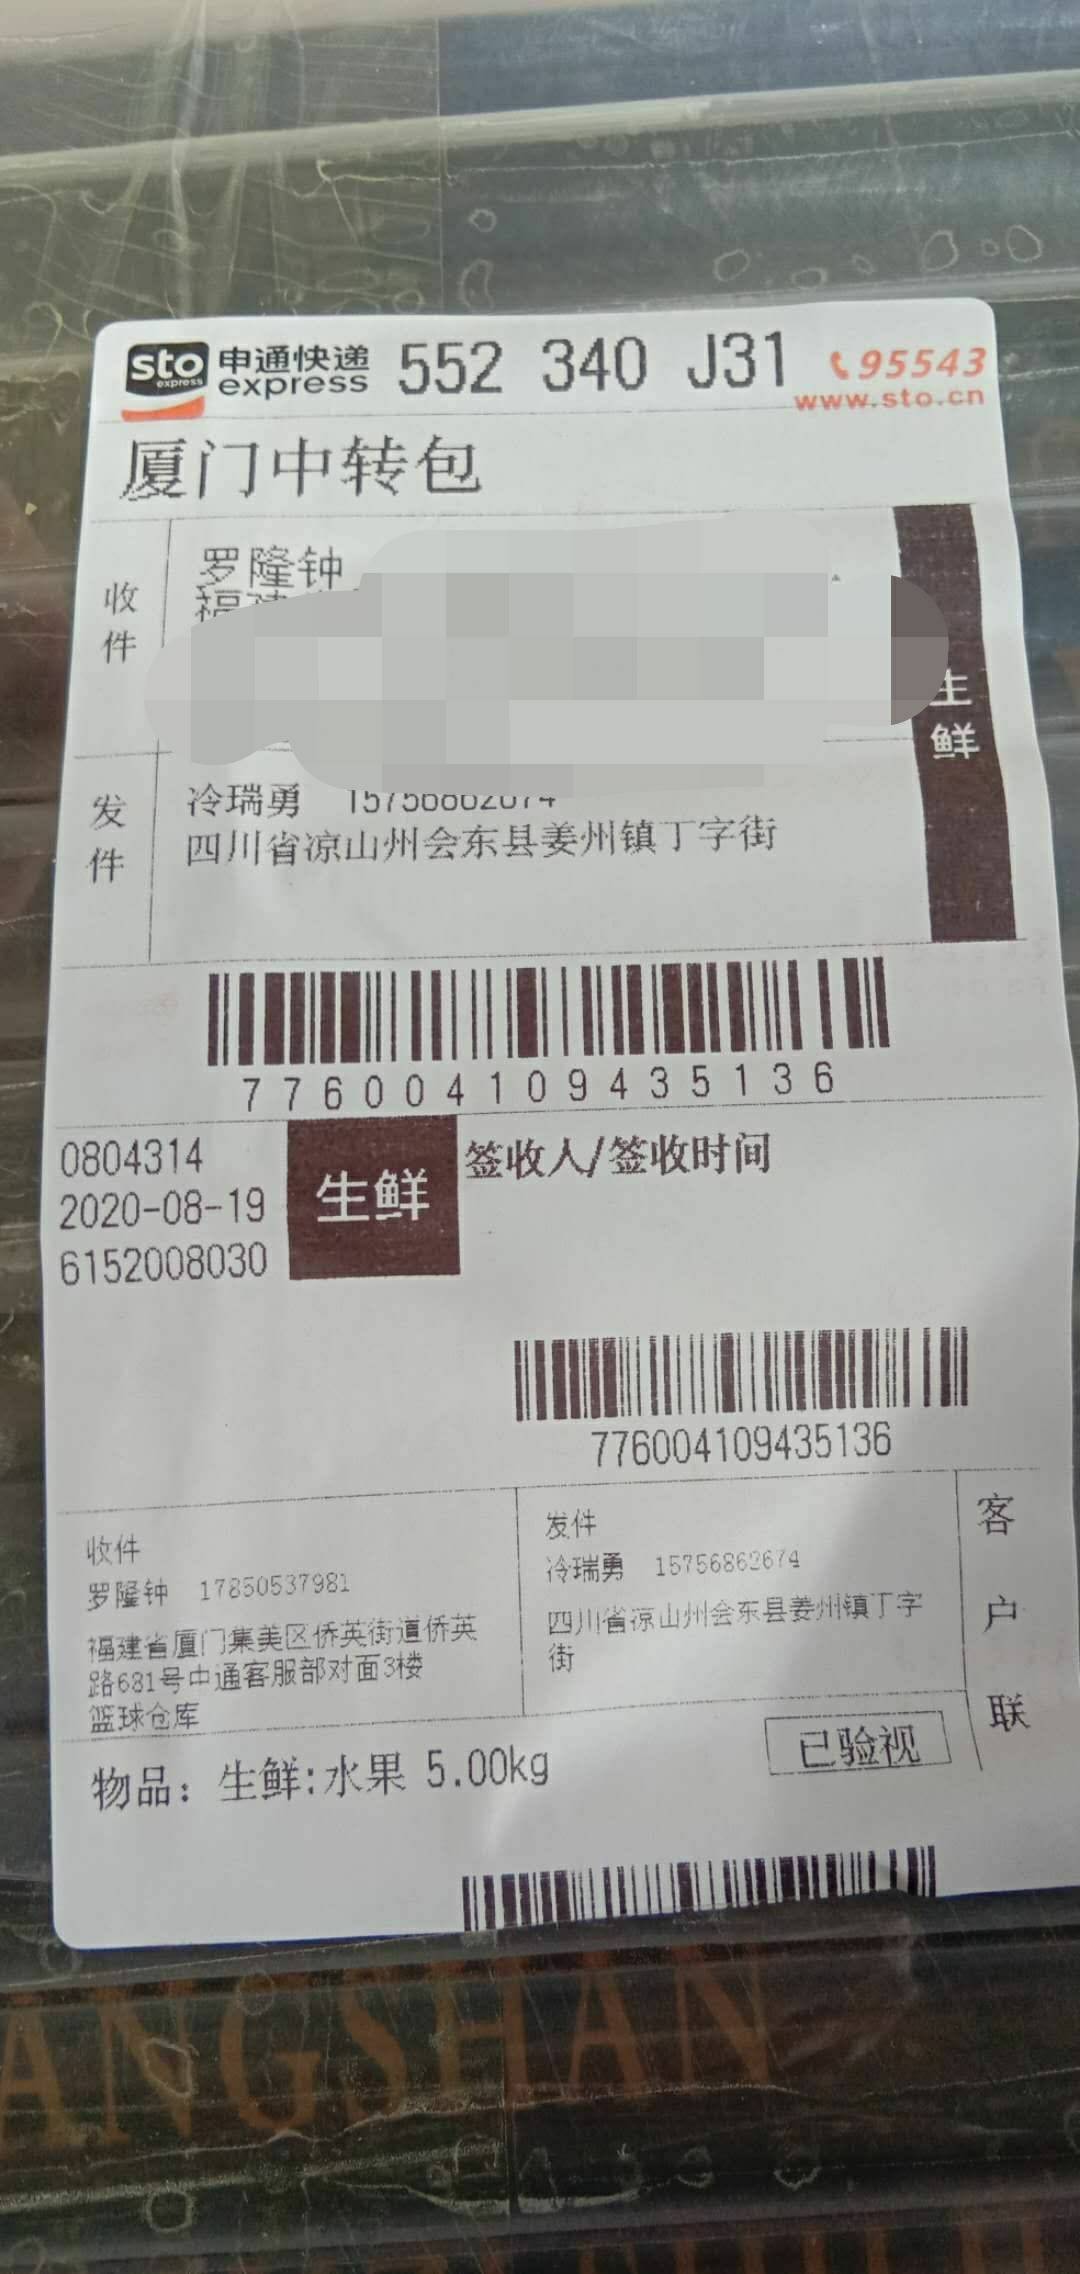 sto 申通快递 552 340 J31 95543
express express www.sto.cn
厦门中转包
收件
罗隆钟
生鲜
发件
冷瑞勇
四川省凉山州会东县姜州镇丁字街
776004109435136
0804314
2020-08-19
6152008030
生鲜
签收人/签收时间
776004109435136
收件
罗隆钟 17850537981
福建省厦门集美区侨英街道侨英
路681号中通客服部对面3楼
篮球仓库
发件
冷瑞勇 15756862674
四川省凉山州会东县姜州镇丁字
街
客户联
物品：生鲜:水果 5.00kg
已验视
ANGSHAN